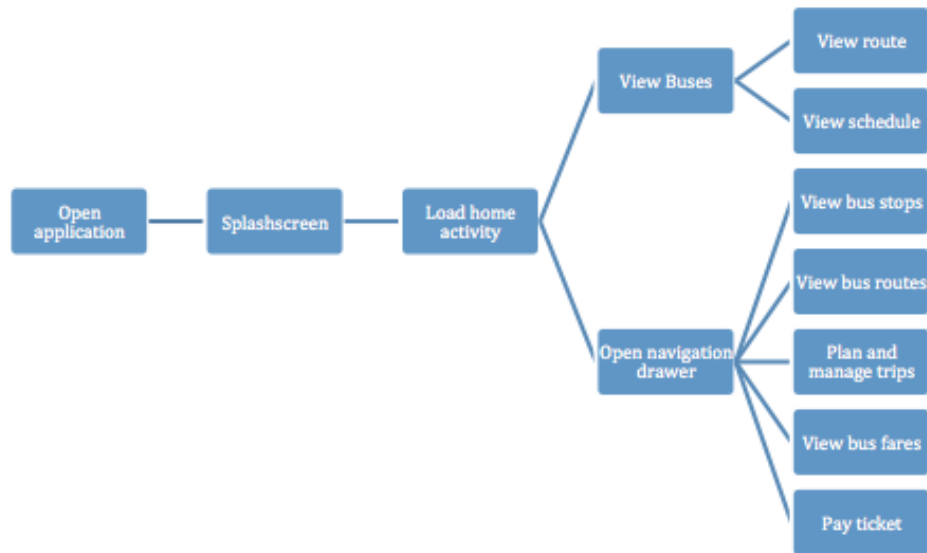 Open
application
Splashscreen
Load home
activity
View Buses
View route
View schedule
Open navigation
drawer
View bus stops
View bus routes
Plan and
manage trips
View bus fares
Pay ticket